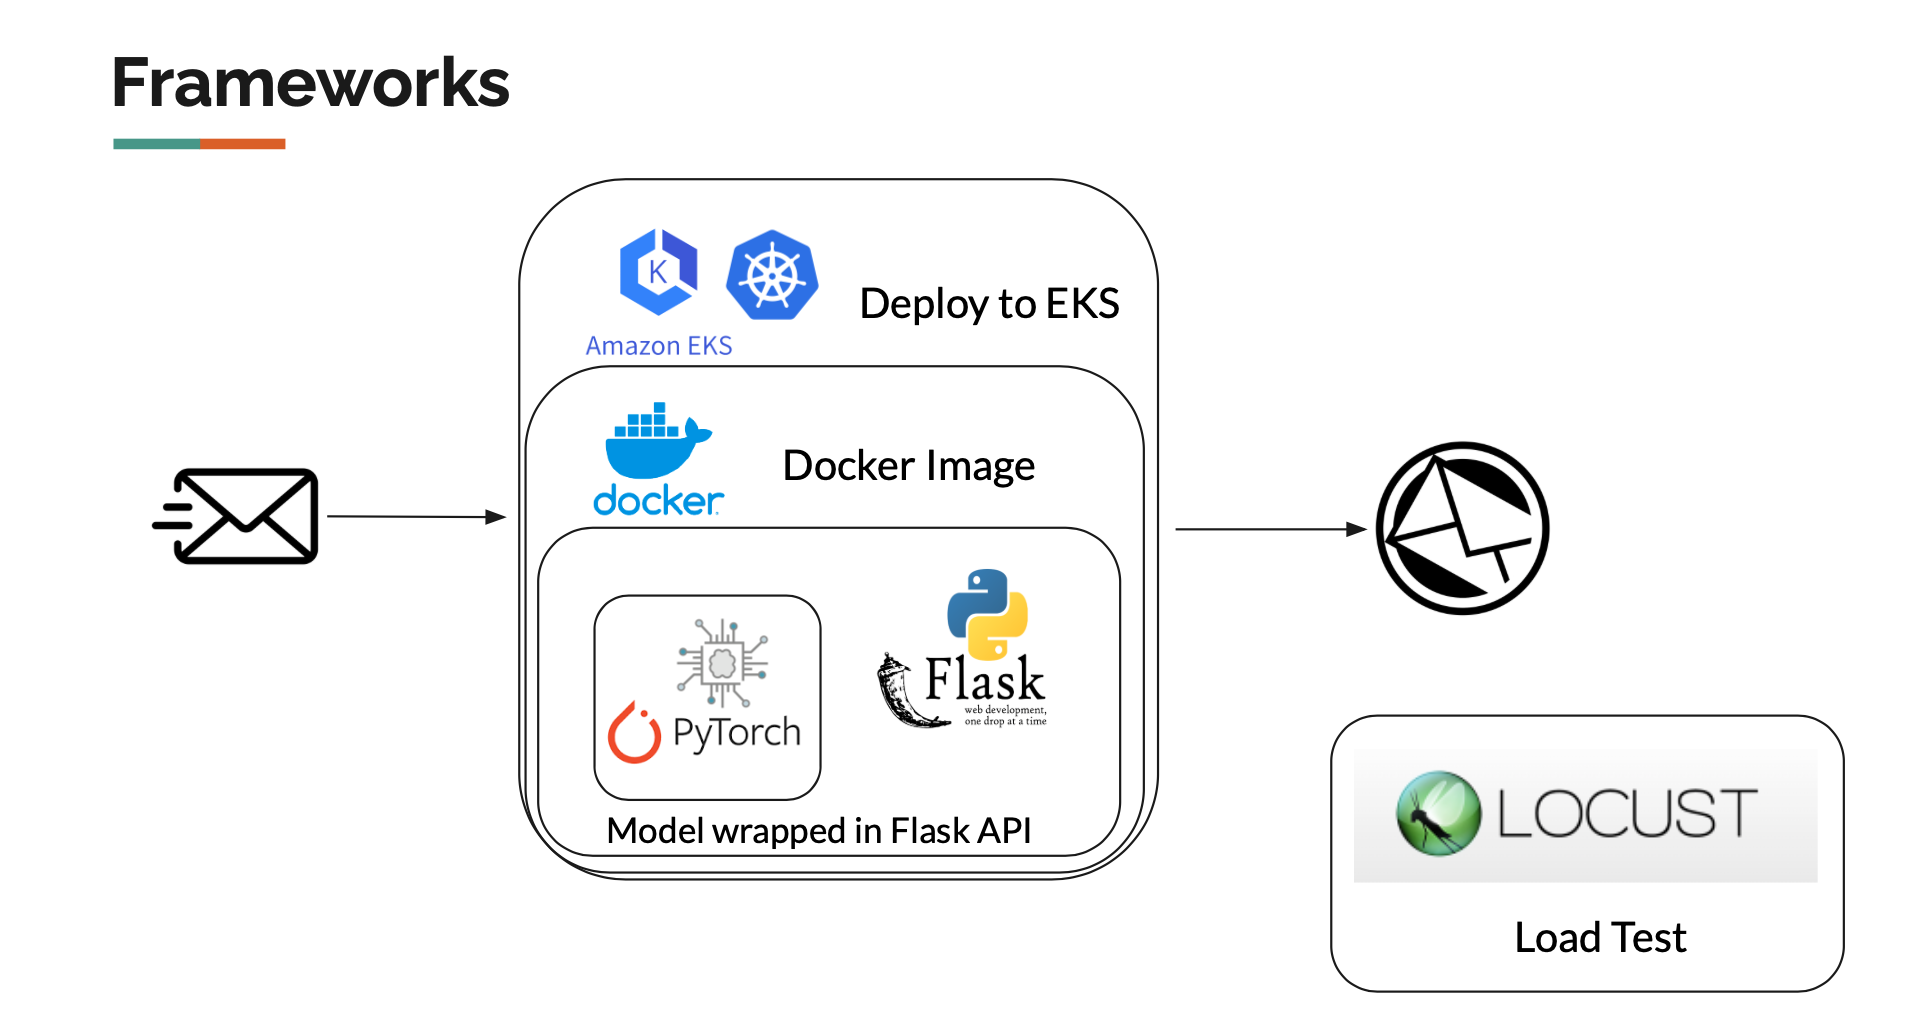 Frameworks
K
Amazon EKS
Deploy to EKS
docker
Docker Image
PyTorch
Flask
web development,
one drop at a time
Model wrapped in Flask API
LOCUST
Load Test